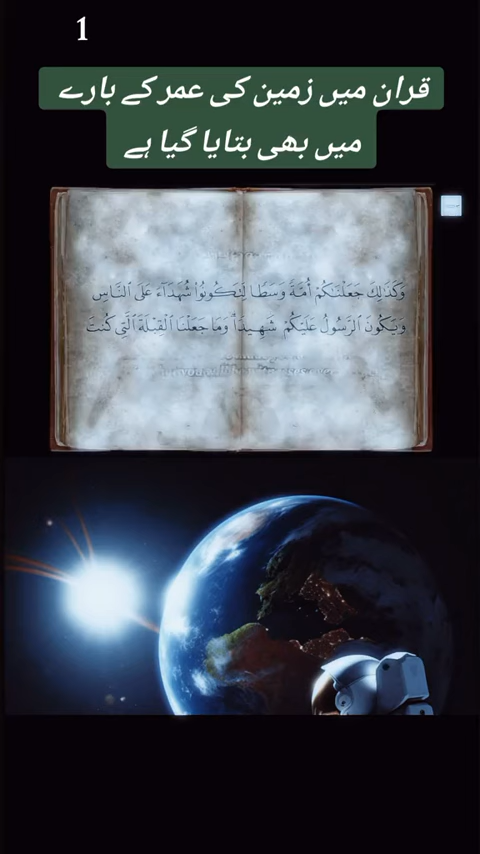 1
قران میں زمین کی عمر کے بارے
میں بھی بتایا گیا ہے
وَكَذَٰلِكَ جَعَلْنَٰكُمْ أُمَّةً وَسَطًا لِّتَكُونُوا۟ شُهَدَآءَ عَلَى ٱلنَّاسِ
وَيَكُونَ ٱلرَّسُولُ عَلَيْكُمْ شَهِيدًا ۗ وَمَا جَعَلْنَا ٱلْقِبْلَةَ ٱلَّتِى كُنتَ